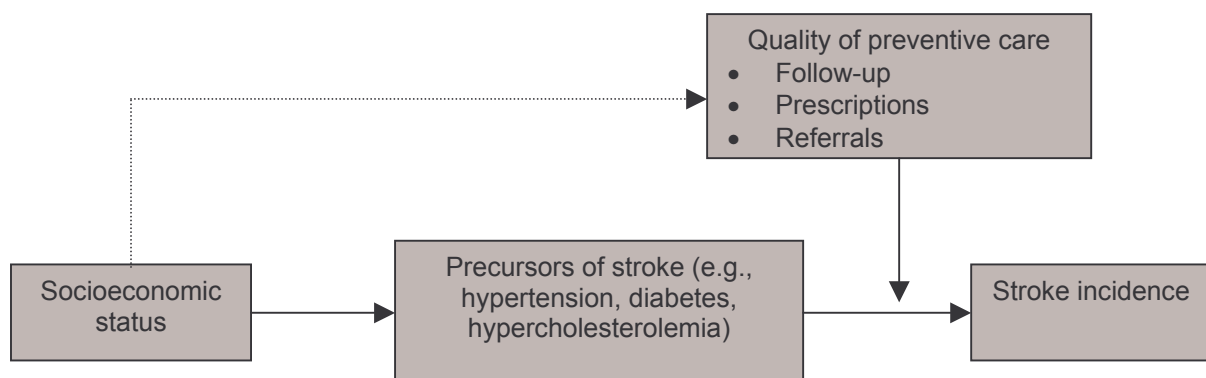 Quality of preventive care
• Follow-up
• Prescriptions
• Referrals
Socioeconomic
status
Precursors of stroke (e.g.,
hypertension, diabetes,
hypercholesterolemia)
Stroke incidence